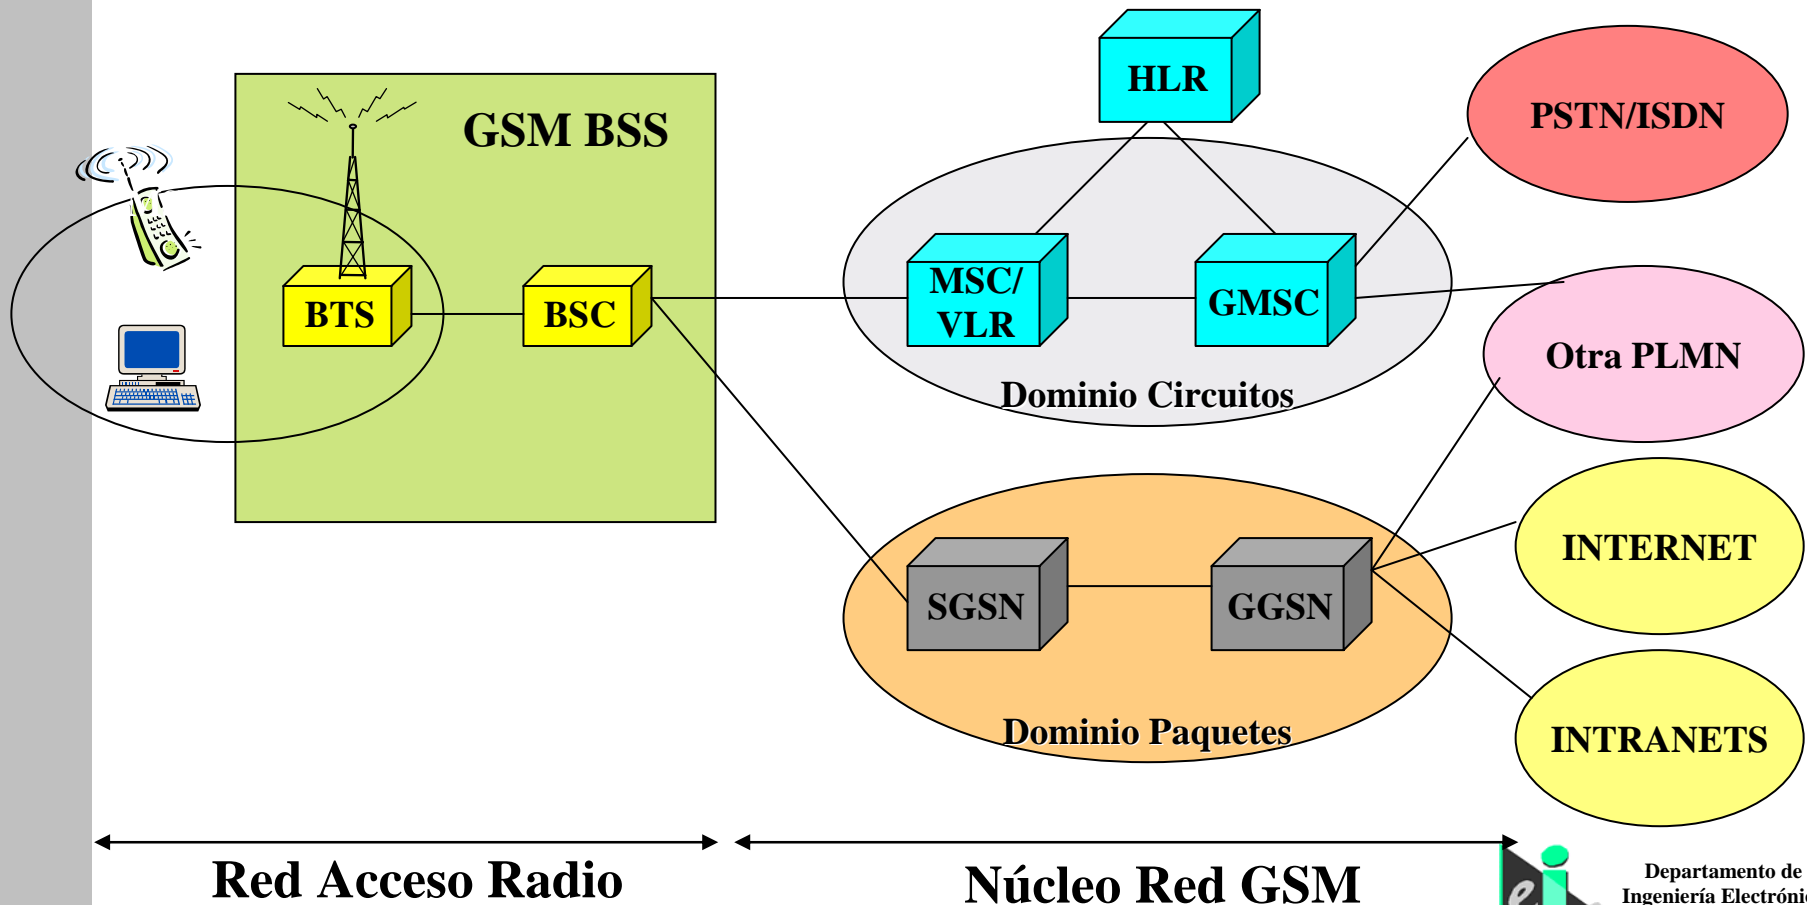 HLR
PSTN/ISDN
GSM BSS
MSC/
VLR
GMSC
BTS
BSC
Otra PLMN
Dominio Circuitos
INTERNET
SGSN
GGSN
Dominio Paquetes
INTRANETS
Red Acceso Radio
Núcleo Red GSM
Departamento de
Ingeniería